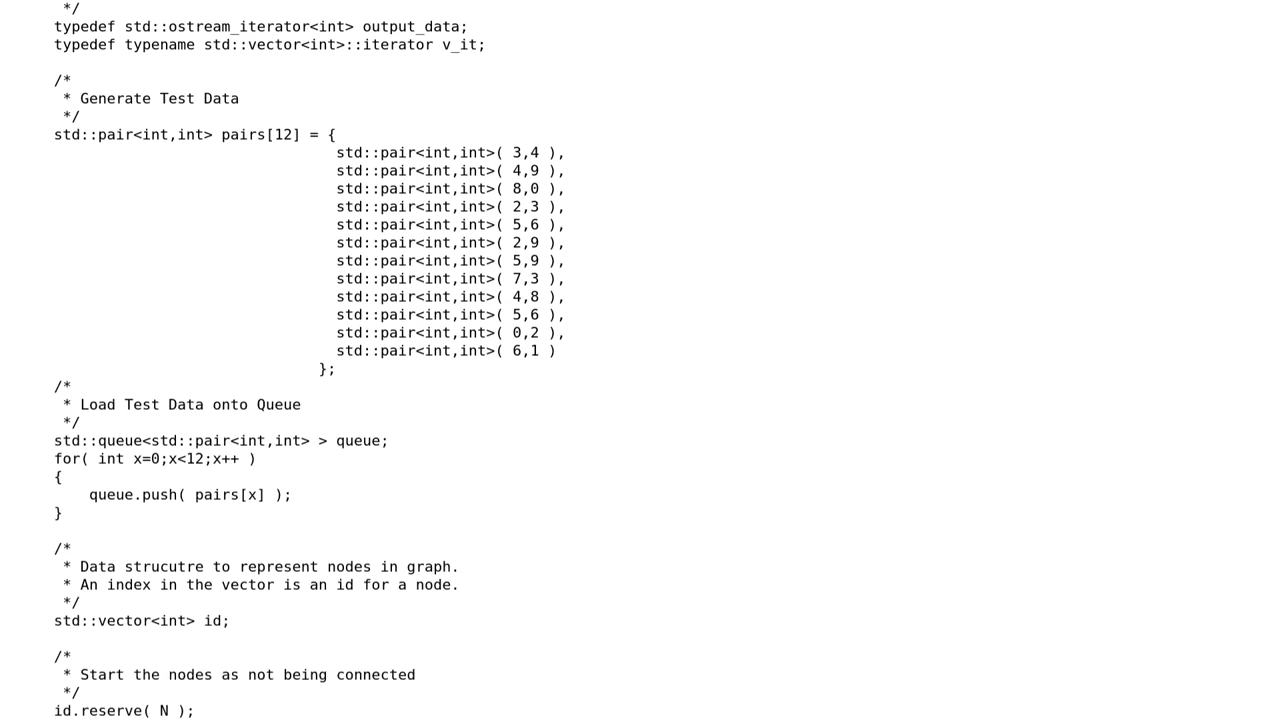 */
typedef std::ostream_iterator<int> output_data;
typedef typename std::vector<int>::iterator v_it;
/*
* Generate Test Data
*/
std::pair<int,int> pairs[12] = {
std::pair<int,int>( 3,4 ),
std::pair<int,int>( 4,9 ),
std::pair<int,int>( 8,0 ),
std::pair<int,int>( 2,3 ),
std::pair<int,int>( 5,6 ),
std::pair<int,int>( 2,9 ),
std::pair<int,int>( 5,9 ),
std::pair<int,int>( 7,3 ),
std::pair<int,int>( 4,8 ),
std::pair<int,int>( 5,6 ),
std::pair<int,int>( 0,2 ),
std::pair<int,int>( 6,1 )
};
/*
* Load Test Data onto Queue
*/
std::queue<std::pair<int,int> > queue;
for( int x=0;x<12;x++ )
{
queue.push( pairs[x] );
}
/*
* Data strucutre to represent nodes in graph.
* An index in the vector is an id for a node.
*/
std::vector<int> id;
/*
* Start the nodes as not being connected
*/
id.reserve( N );